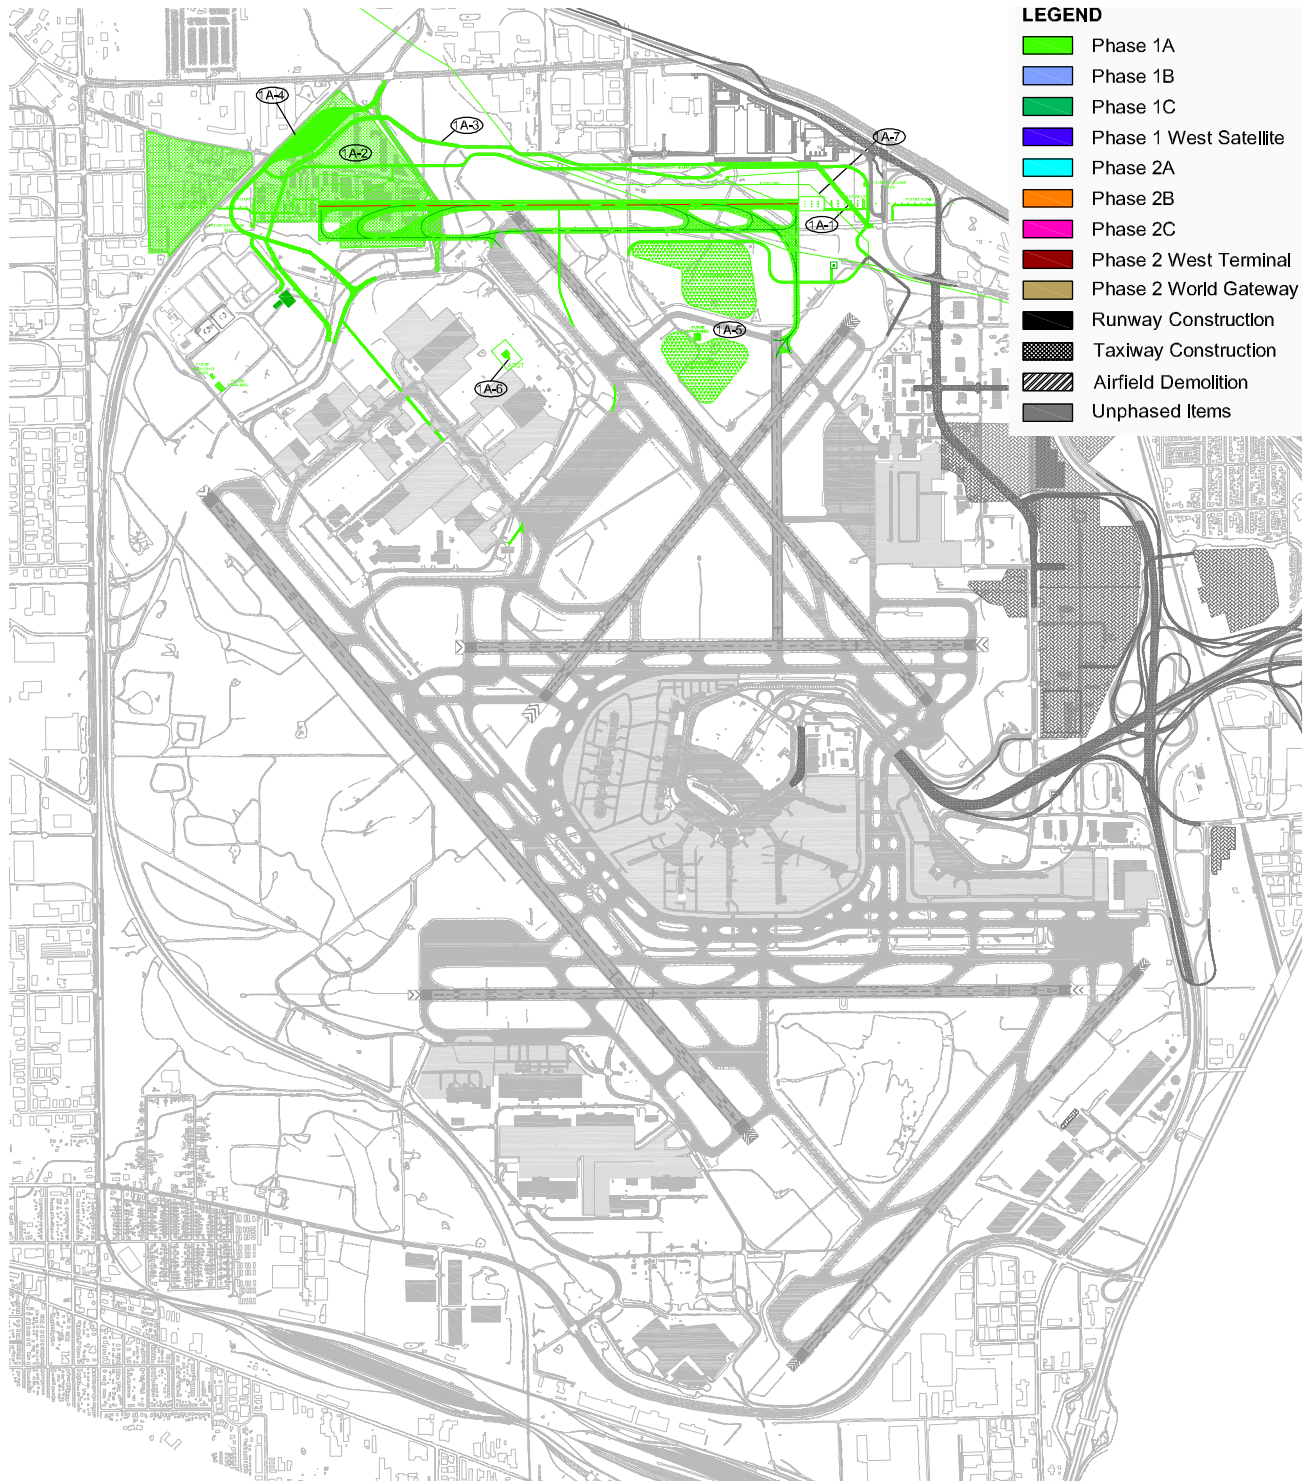 LEGEND
Phase 1A
Phase 1B
Phase 1C
Phase 1 West Satellite
Phase 2A
Phase 2B
Phase 2C
Phase 2 West Terminal
Phase 2 World Gateway
Runway Construction
Taxiway Construction
Airfield Demolition
Unphased Items
1A-4
1A-3
1A-2
1A-7
1A-1
1A-5
1A-6